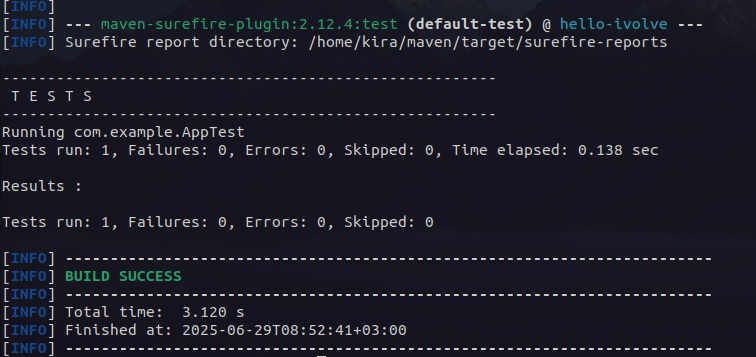 [INFO]
[INFO] --- maven-surefire-plugin:2.12.4:test (default-test) @ hello-ivolve ---
[INFO] Surefire report directory: /home/kira/maven/target/surefire-reports

-------------------------------------------------------
 T E S T S
-------------------------------------------------------
Running com.example.AppTest
Tests run: 1, Failures: 0, Errors: 0, Skipped: 0, Time elapsed: 0.138 sec

Results :

Tests run: 1, Failures: 0, Errors: 0, Skipped: 0

[INFO] ------------------------------------------------------------------------
[INFO] BUILD SUCCESS
[INFO] ------------------------------------------------------------------------
[INFO] Total time:  3.120 s
[INFO] Finished at: 2025-06-29T08:52:41+03:00
[INFO] ------------------------------------------------------------------------